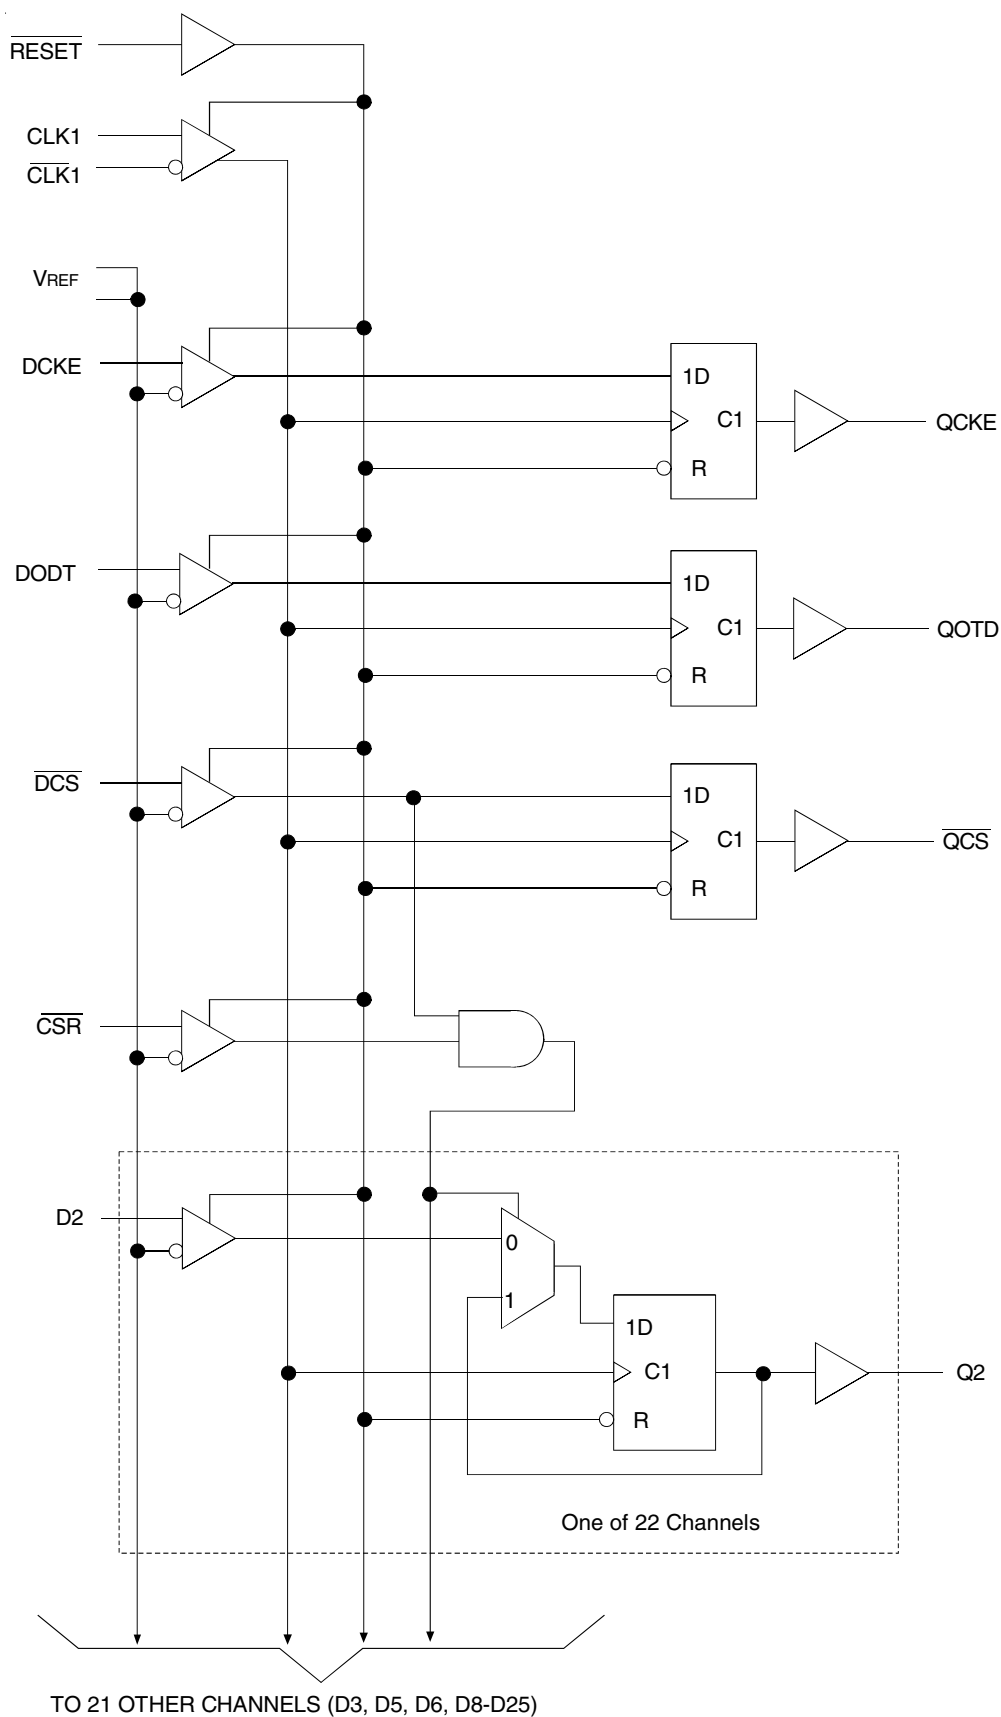 RESET
CLK1
CLK1
VREF
DCKE
1D
C1
QCKE
R
DODT
1D
C1
QOTD
R
DCS
1D
C1
QCS
R
CSR
D2
0
1
1D
C1
Q2
R
One of 22 Channels
TO 21 OTHER CHANNELS (D3, D5, D6, D8-D25)